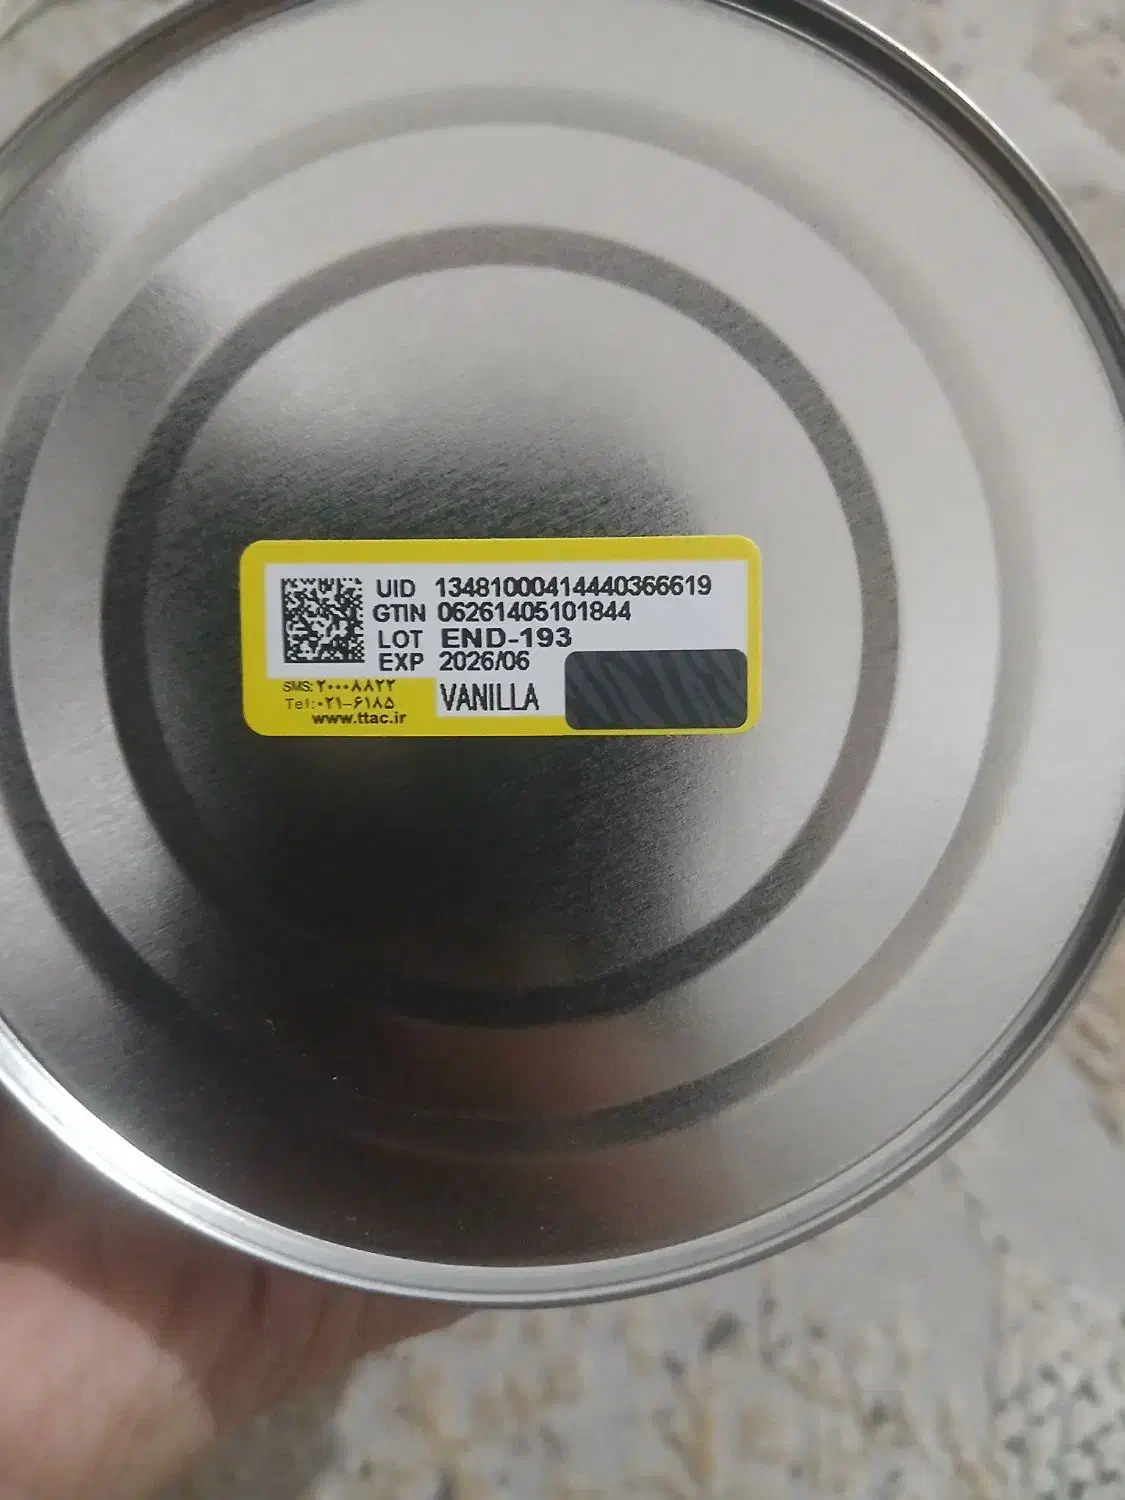 UID 13481000414440366619
GTIN 06261405101844
LOT END-193
EXP 2026/06
VANILLA
SMS:۲۰۰۰۸۸۲۲
Tel:۰۲۱-۶۱۸۵
www.ttac.ir